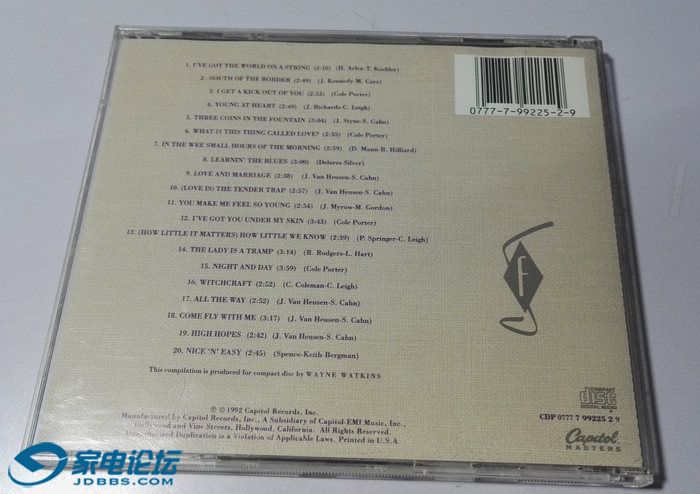 1. I'VE GOT THE WORLD ON A STRING (2:10) (H. Arlen-T. Koehler)
2. SOUTH OF THE BORDER (2:49) (J. Kennedy-M. Carr)
3. I GET A KICK OUT OF YOU (2:53) (Cole Porter)
4. YOUNG AT HEART (2:49) (J. Richards-C. Leigh)
5. THREE COINS IN THE FOUNTAIN (3:04) (J. Styne-S. Cahn)
6. WHAT IS THIS THING CALLED LOVE? (2:35) (Cole Porter)
7. IN THE WEE SMALL HOURS OF THE MORNING (2:59) (D. Mann-B. Hilliard)
8. LEARNIN' THE BLUES (3:00) (Delores Silver)
9. LOVE AND MARRIAGE (2:38) (J. Van Heusen-S. Cahn)
10. (LOVE IS) THE TENDER TRAP (2:57) (J. Van Heusen-S. Cahn)
11. YOU MAKE ME FEEL SO YOUNG (2:54) (J. Myrow-M. Gordon)
12. I'VE GOT YOU UNDER MY SKIN (3:43) (Cole Porter)
13. (HOW LITTLE IT MATTERS) HOW LITTLE WE KNOW (2:39) (P. Springer-C. Leigh)
14. THE LADY IS A TRAMP (3:14) (R. Rodgers-L. Hart)
15. NIGHT AND DAY (3:59) (Cole Porter)
16. WITCHCRAFT (2:52) (C. Coleman-C. Leigh)
17. ALL THE WAY (2:52) (J. Van Heusen-S. Cahn)
18. COME FLY WITH ME (3:17) (J. Van Heusen-S. Cahn)
19. HIGH HOPES (2:42) (J. Van Heusen-S. Cahn)
20. NICE 'N' EASY (2:45) (Spence-Keith-Bergman)
This compilation is produced for compact disc by WAYNE WATKINS
℗ © 1992 Capitol Records, Inc.
Manufactured by Capitol Records, Inc., A Subsidiary of Capitol-EMI Music, Inc.,
Hollywood and Vine Streets, Hollywood, California. All Rights Reserved.
Unauthorized Duplication is a Violation of Applicable Laws. Printed in U.S.A.
0777-7-99225-2-9
f
COMPACT
disc
DIGITAL AUDIO
CDP 0777 7 99225 2 9
Capitol
MASTERS
家电论坛
JDBBS.COM